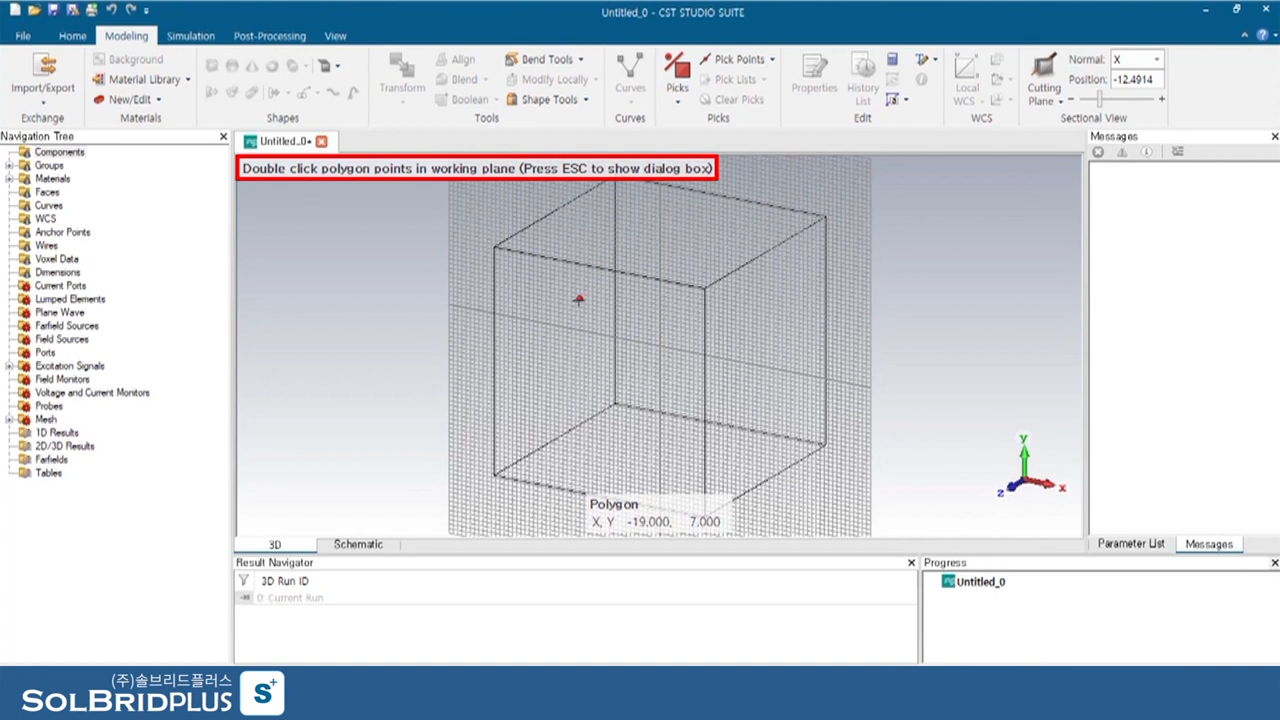 Untitled_0 - CST STUDIO SUITE
File Home Modeling Simulation Post-Processing View
Import/Export
Exchange
Background
Material Library
New/Edit
Materials
Shapes
Transform
Align
Blend
Boolean
Bend Tools
Modify Locally
Shape Tools
Tools
Curves
Curves
Picks
Pick Points
Pick Lists
Clear Picks
Picks
Properties
History
List
Edit
Local
WCS
WCS
Cutting
Plane
Normal: X
Position: -12.4914
Sectional View
Navigation Tree
Components
Groups
Materials
Faces
Curves
WCS
Anchor Points
Wires
Voxel Data
Dimensions
Current Ports
Lumped Elements
Plane Wave
Farfield Sources
Field Sources
Ports
Excitation Signals
Field Monitors
Voltage and Current Monitors
Probes
Mesh
1D Results
2D/3D Results
Farfields
Tables
Untitled_0*
Double click polygon points in working plane (Press ESC to show dialog box)
Polygon
X, Y -19.000, 7.000
y
z
x
3D Schematic
Messages
Parameter List Messages
Result Navigator
3D Run ID
0: Current Run
Progress
Untitled_0
(주)솔브리드플러스
SOLBRIDPLUS
S+